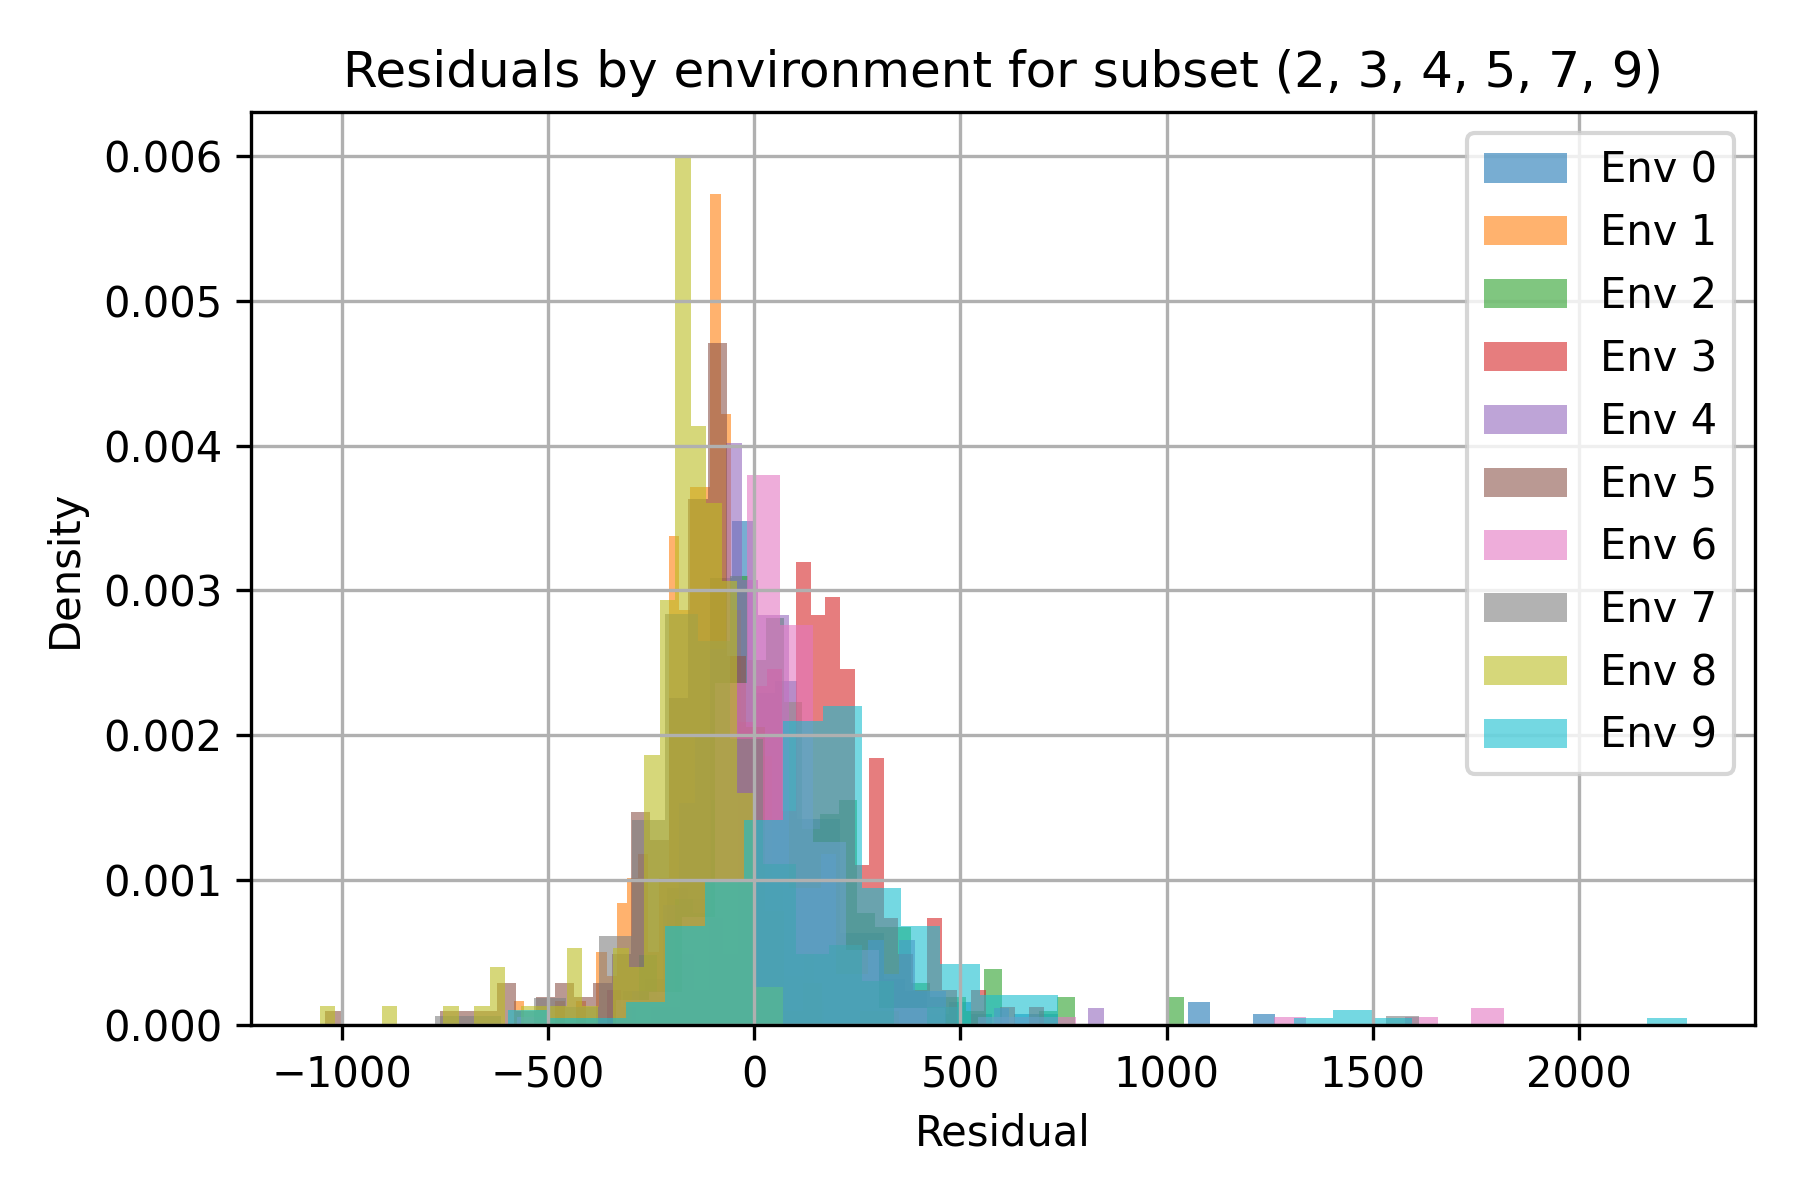 Residuals by environment for subset (2, 3, 4, 5, 7, 9)
0.006
0.005
0.004
0.003
0.002
0.001
0.000
Density
−1000
−500
0
500
1000
1500
2000
Residual
Env 0
Env 1
Env 2
Env 3
Env 4
Env 5
Env 6
Env 7
Env 8
Env 9